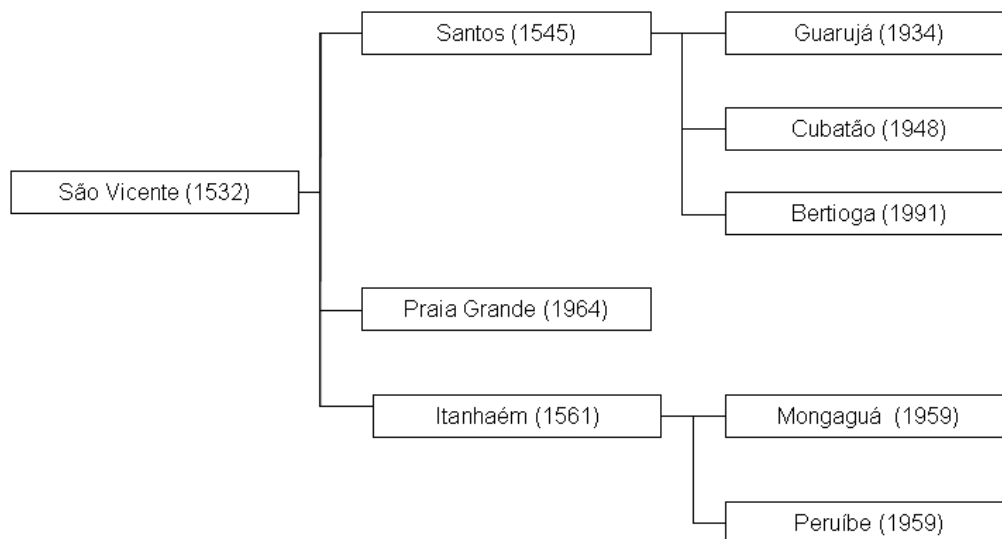 Santos (1545)
Guarujá (1934)
Cubatão (1948)
São Vicente (1532)
Bertioga (1991)
Praia Grande (1964)
Itanhaém (1561)
Mongaguá (1959)
Peruíbe (1959)